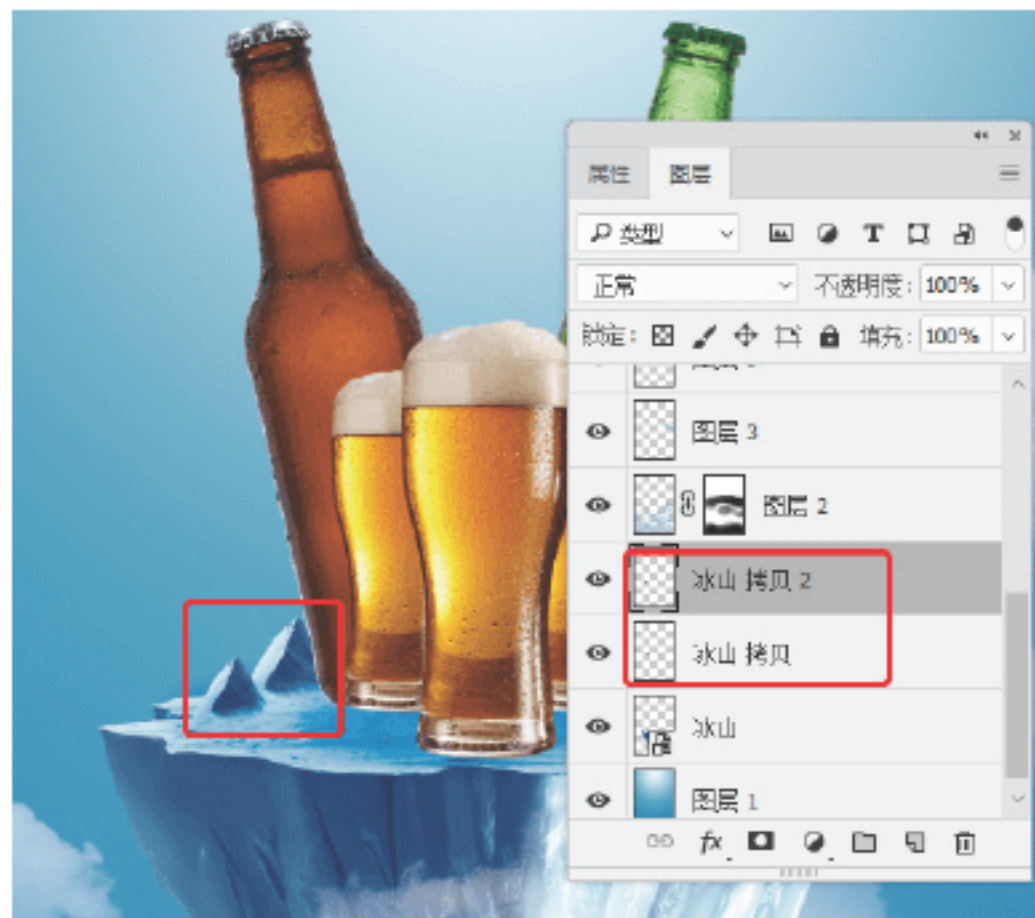 属性 图层
类型
正常 不透明度: 100%
锁定: 填充: 100%
图层 3
图层 2
冰山 拷贝 2
冰山 拷贝
冰山
图层 1
fx